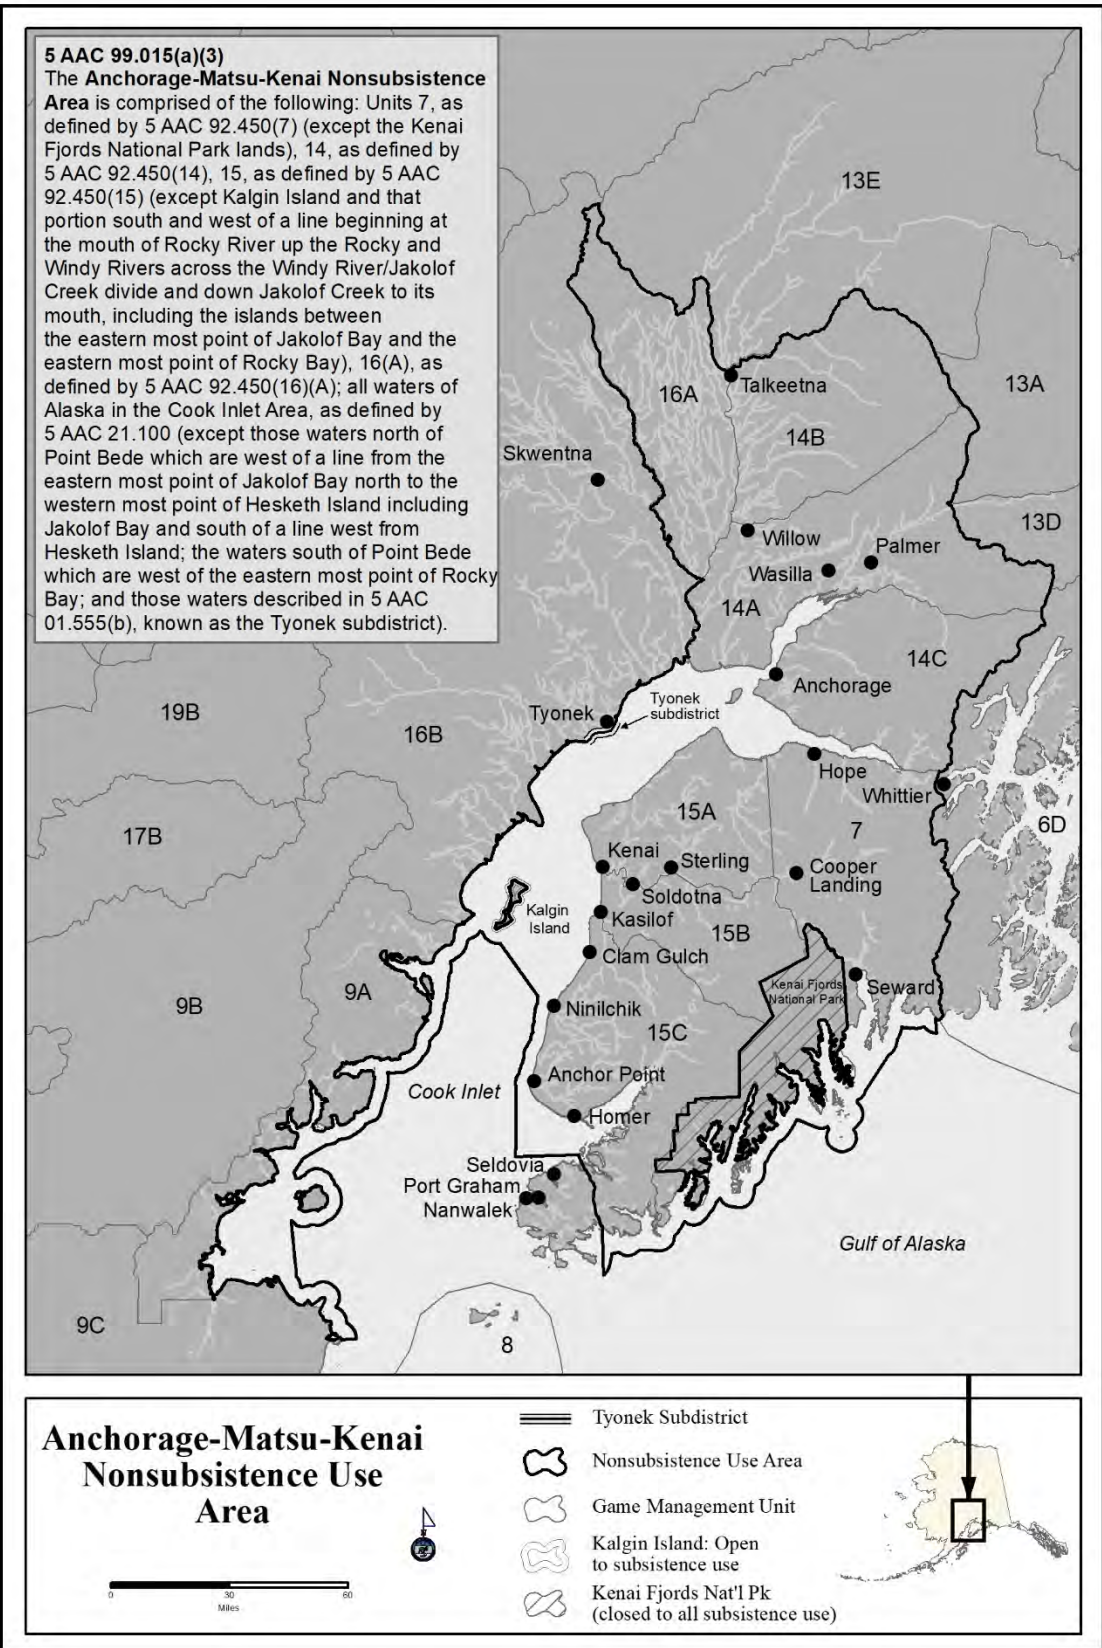 5 AAC 99.015(a)(3)
The Anchorage-Matsu-Kenai Nonsubsistence
Area is comprised of the following: Units 7, as
defined by 5 AAC 92.450(7) (except the Kenai
Fjords National Park lands), 14, as defined by
5 AAC 92.450(14), 15, as defined by 5 AAC
92.450(15) (except Kalgin Island and that
portion south and west of a line beginning at
the mouth of Rocky River up the Rocky and
Windy Rivers across the Windy River/Jakolof
Creek divide and down Jakolof Creek to its
mouth, including the islands between
the eastern most point of Jakolof Bay and the
eastern most point of Rocky Bay), 16(A), as
defined by 5 AAC 92.450(16)(A); all waters of
Alaska in the Cook Inlet Area, as defined by
5 AAC 21.100 (except those waters north of
Point Bede which are west of a line from the
eastern most point of Jakolof Bay north to the
western most point of Hesketh Island including
Jakolof Bay and south of a line west from
Hesketh Island; the waters south of Point Bede
which are west of the eastern most point of Rocky
Bay; and those waters described in 5 AAC
01.555(b), known as the Tyonek subdistrict).
13E
16A
Talkeetna
13A
14B
Skwentna
13D
Willow
Palmer
Wasilla
14A
14C
Anchorage
19B
16B
Tyonek
Tyonek
subdistrict
Hope
Whittier
15A
7
6D
17B
Kenai
Sterling
Cooper
Landing
Soldotna
Kalgin
Island
Kasilof
15B
Clam Gulch
9B
9A
Kenai Fjords
National Park
Seward
Ninilchik
15C
Anchor Point
Cook Inlet
Homer
Seldovia
Port Graham
Nanwalek
Gulf of Alaska
9C
8
Anchorage-Matsu-Kenai
Nonsubsistence Use
Area
0 30 60
Miles
Tyonek Subdistrict
Nonsubsistence Use Area
Game Management Unit
Kalgin Island: Open
to subsistence use
Kenai Fjords Nat'l Pk
(closed to all subsistence use)